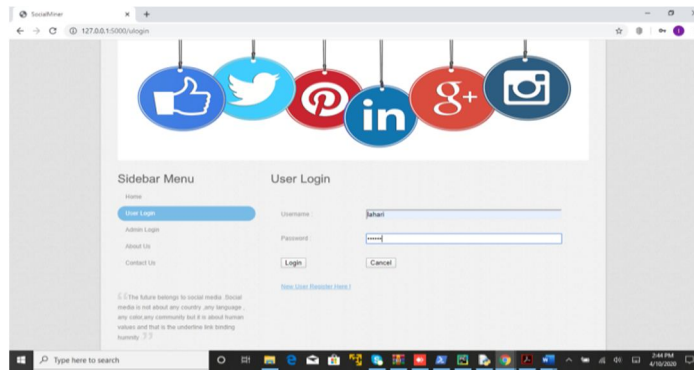 SocialMiner
127.0.0.1:5000/ulogin
in
g+
Sidebar Menu
Home
User Login
Admin Login
About Us
Contact Us
The future belongs to social media. Social
media is not about any country ,any language ,
any color,any community but it is about human
values and that is the underline link binding
humnity.
User Login
Username :
lahari
Password :
Login
Cancel
New User Register Here !
Type here to search
2:44 PM
4/10/2020